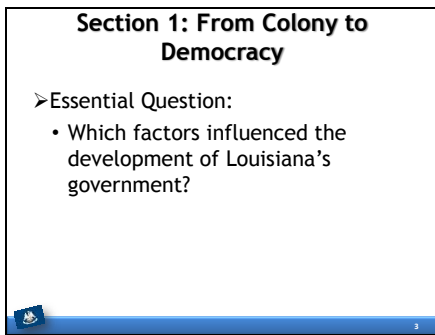 Section 1: From Colony to
Democracy
➢Essential Question:
• Which factors influenced the
development of Louisiana’s
government?
3